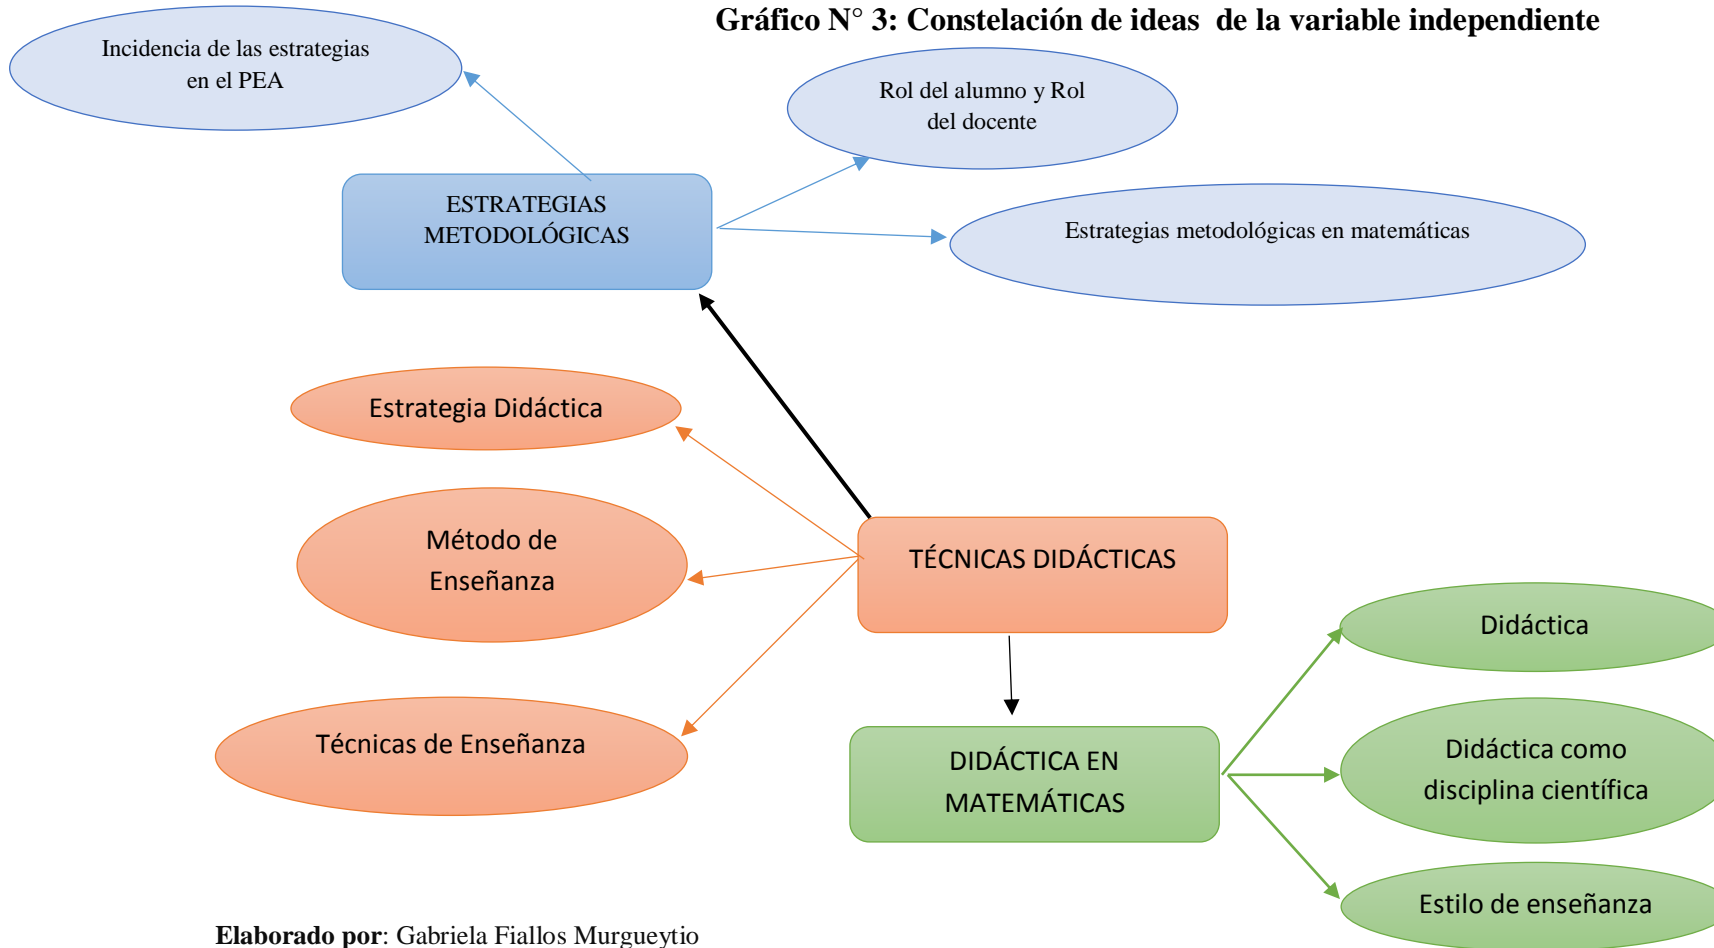 Gráfico N° 3: Constelación de ideas de la variable independiente
Incidencia de las estrategias
en el PEA
Rol del alumno y Rol
del docente
ESTRATEGIAS
METODOLÓGICAS
Estrategias metodológicas en matemáticas
Estrategia Didáctica
Método de
Enseñanza
TÉCNICAS DIDÁCTICAS
Técnicas de Enseñanza
DIDÁCTICA EN
MATEMÁTICAS
Didáctica
Didáctica como
disciplina científica
Estilo de enseñanza
Elaborado por: Gabriela Fiallos Murgueytio